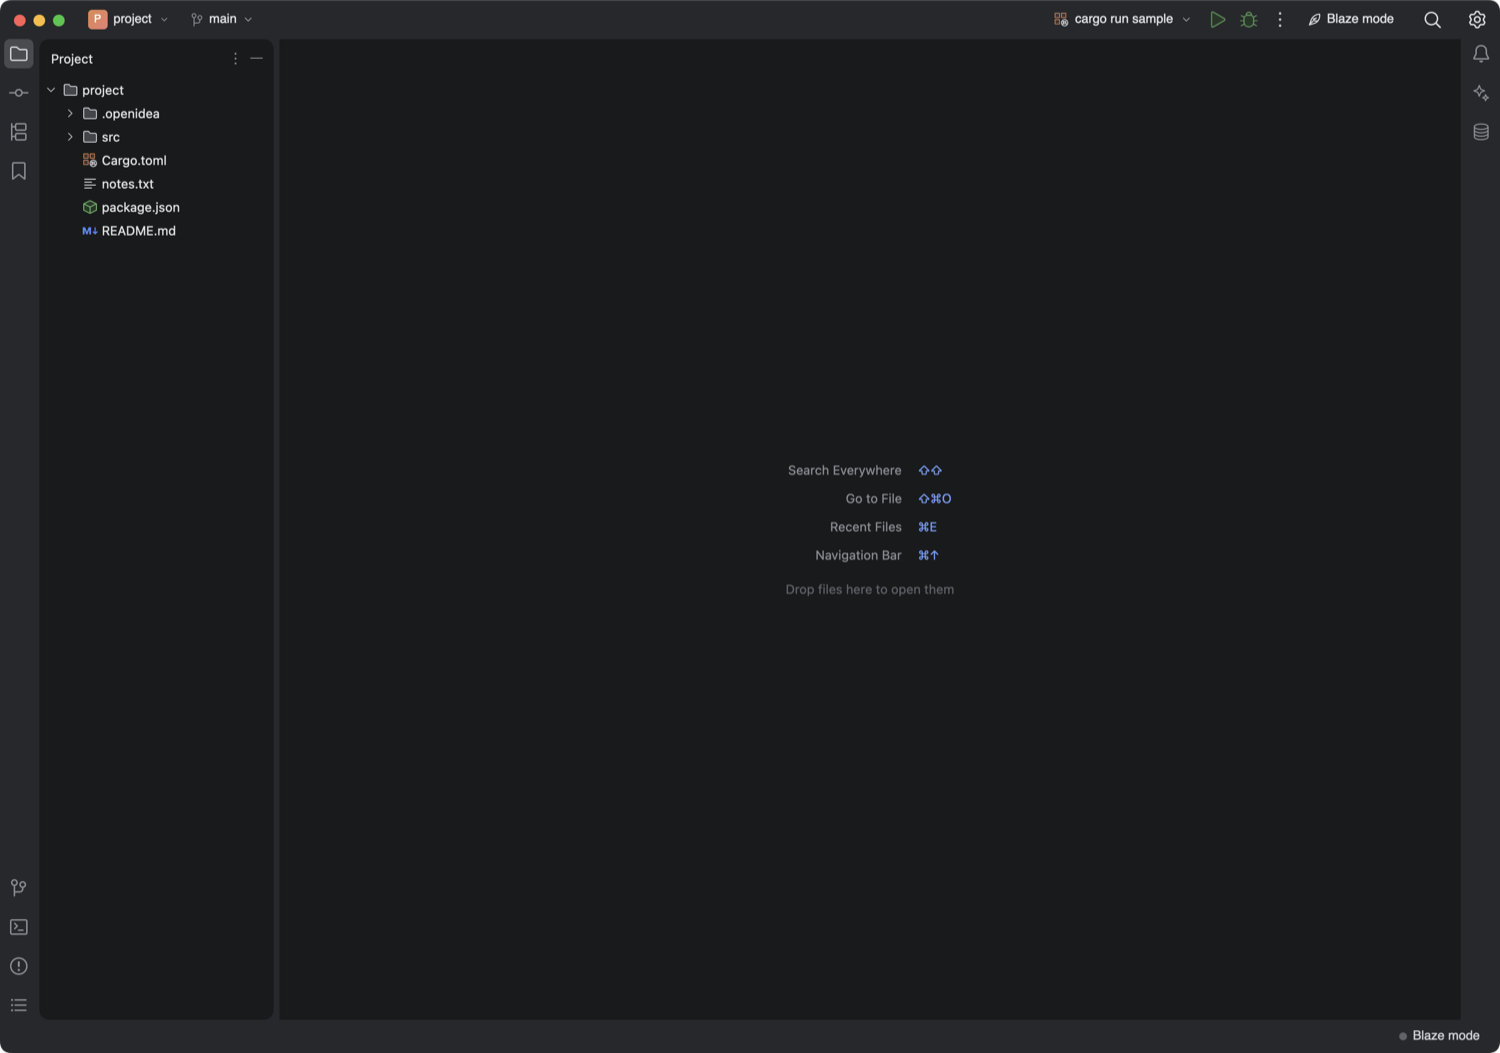 P project main cargo run sample Blaze mode
Project
project
.openidea
src
Cargo.toml
notes.txt
package.json
M↓ README.md
Search Everywhere ⇧⇧
Go to File ⇧⌘O
Recent Files ⌘E
Navigation Bar ⌘↑
Drop files here to open them
Blaze mode